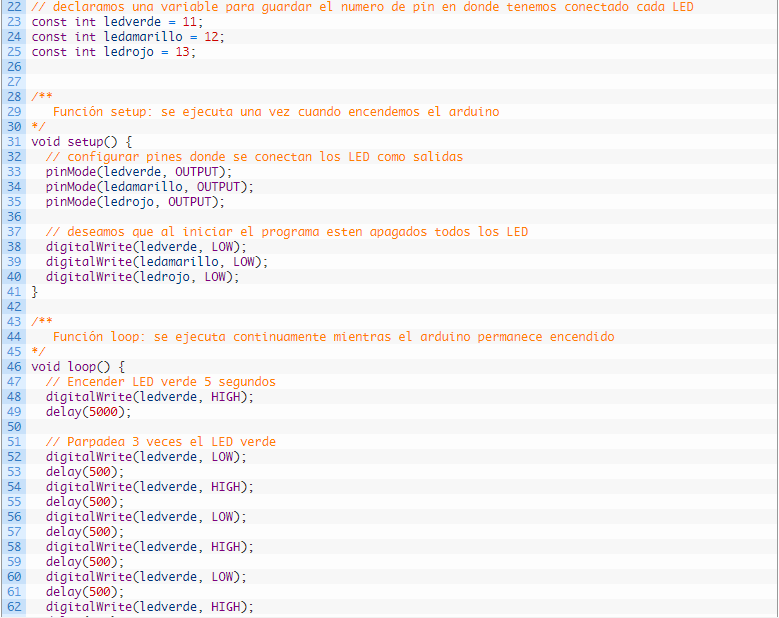 22 // declaramos una variable para guardar el numero de pin en donde tenemos conectado cada LED
23 const int ledverde = 11;
24 const int ledamarillo = 12;
25 const int ledrojo = 13;
26
27
28 /**
29    Función setup: se ejecuta una vez cuando encendemos el arduino
30 */
31 void setup() {
32   // configurar pines donde se conectan los LED como salidas
33   pinMode(ledverde, OUTPUT);
34   pinMode(ledamarillo, OUTPUT);
35   pinMode(ledrojo, OUTPUT);
36
37   // deseamos que al iniciar el programa esten apagados todos los LED
38   digitalWrite(ledverde, LOW);
39   digitalWrite(ledamarillo, LOW);
40   digitalWrite(ledrojo, LOW);
41 }
42
43 /**
44    Función loop: se ejecuta continuamente mientras el arduino permanece encendido
45 */
46 void loop() {
47   // Encender LED verde 5 segundos
48   digitalWrite(ledverde, HIGH);
49   delay(5000);
50
51   // Parpadea 3 veces el LED verde
52   digitalWrite(ledverde, LOW);
53   delay(500);
54   digitalWrite(ledverde, HIGH);
55   delay(500);
56   digitalWrite(ledverde, LOW);
57   delay(500);
58   digitalWrite(ledverde, HIGH);
59   delay(500);
60   digitalWrite(ledverde, LOW);
61   delay(500);
62   digitalWrite(ledverde, HIGH);